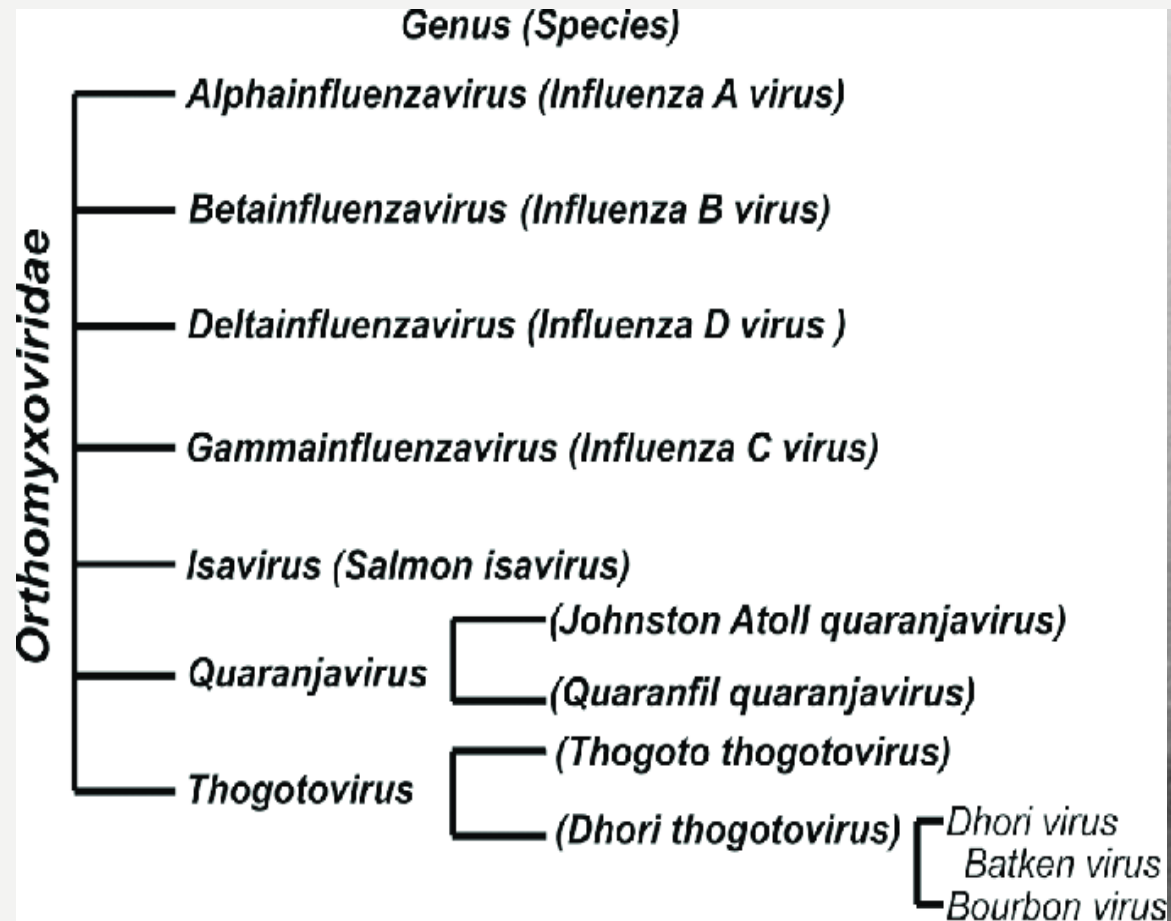 Genus (Species)
Orthomyxoviridae
Alphainfluenzavirus (Influenza A virus)
Betainfluenzavirus (Influenza B virus)
Deltainfluenzavirus (Influenza D virus )
Gammainfluenzavirus (Influenza C virus)
Isavirus (Salmon isavirus)
Quaranjavirus
(Johnston Atoll quaranjavirus)
(Quaranfil quaranjavirus)
Thogotovirus
(Thogoto thogotovirus)
(Dhori thogotovirus)
Dhori virus
Batken virus
Bourbon virus